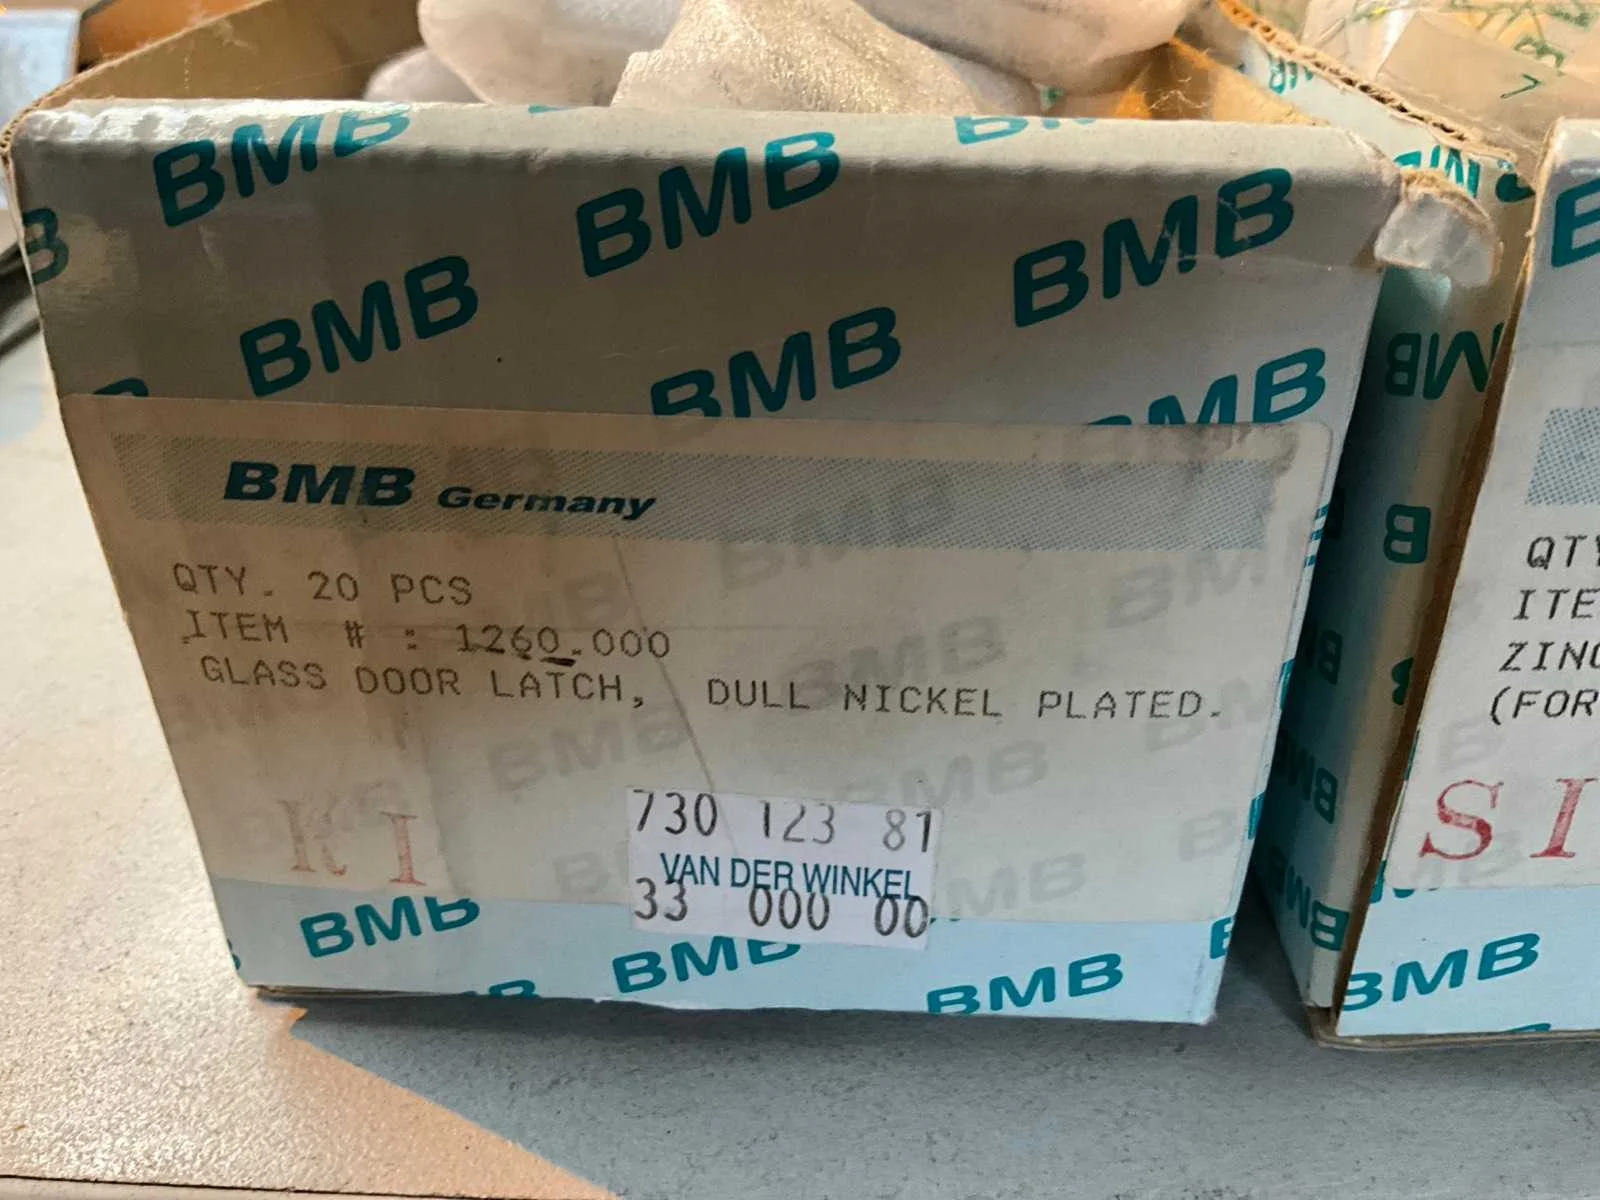 BMB BMB BMB
BMB BMB BMB
BMB
BMB Germany
QTY. 20 PCS
ITEM # : 1260.000
GLASS DOOR LATCH, DULL NICKEL PLATED.
730 123 81
VAN DER WINKEL
33 000 00
BMB BMB BMB
QTY
ITE
(FOR
SI
BMB